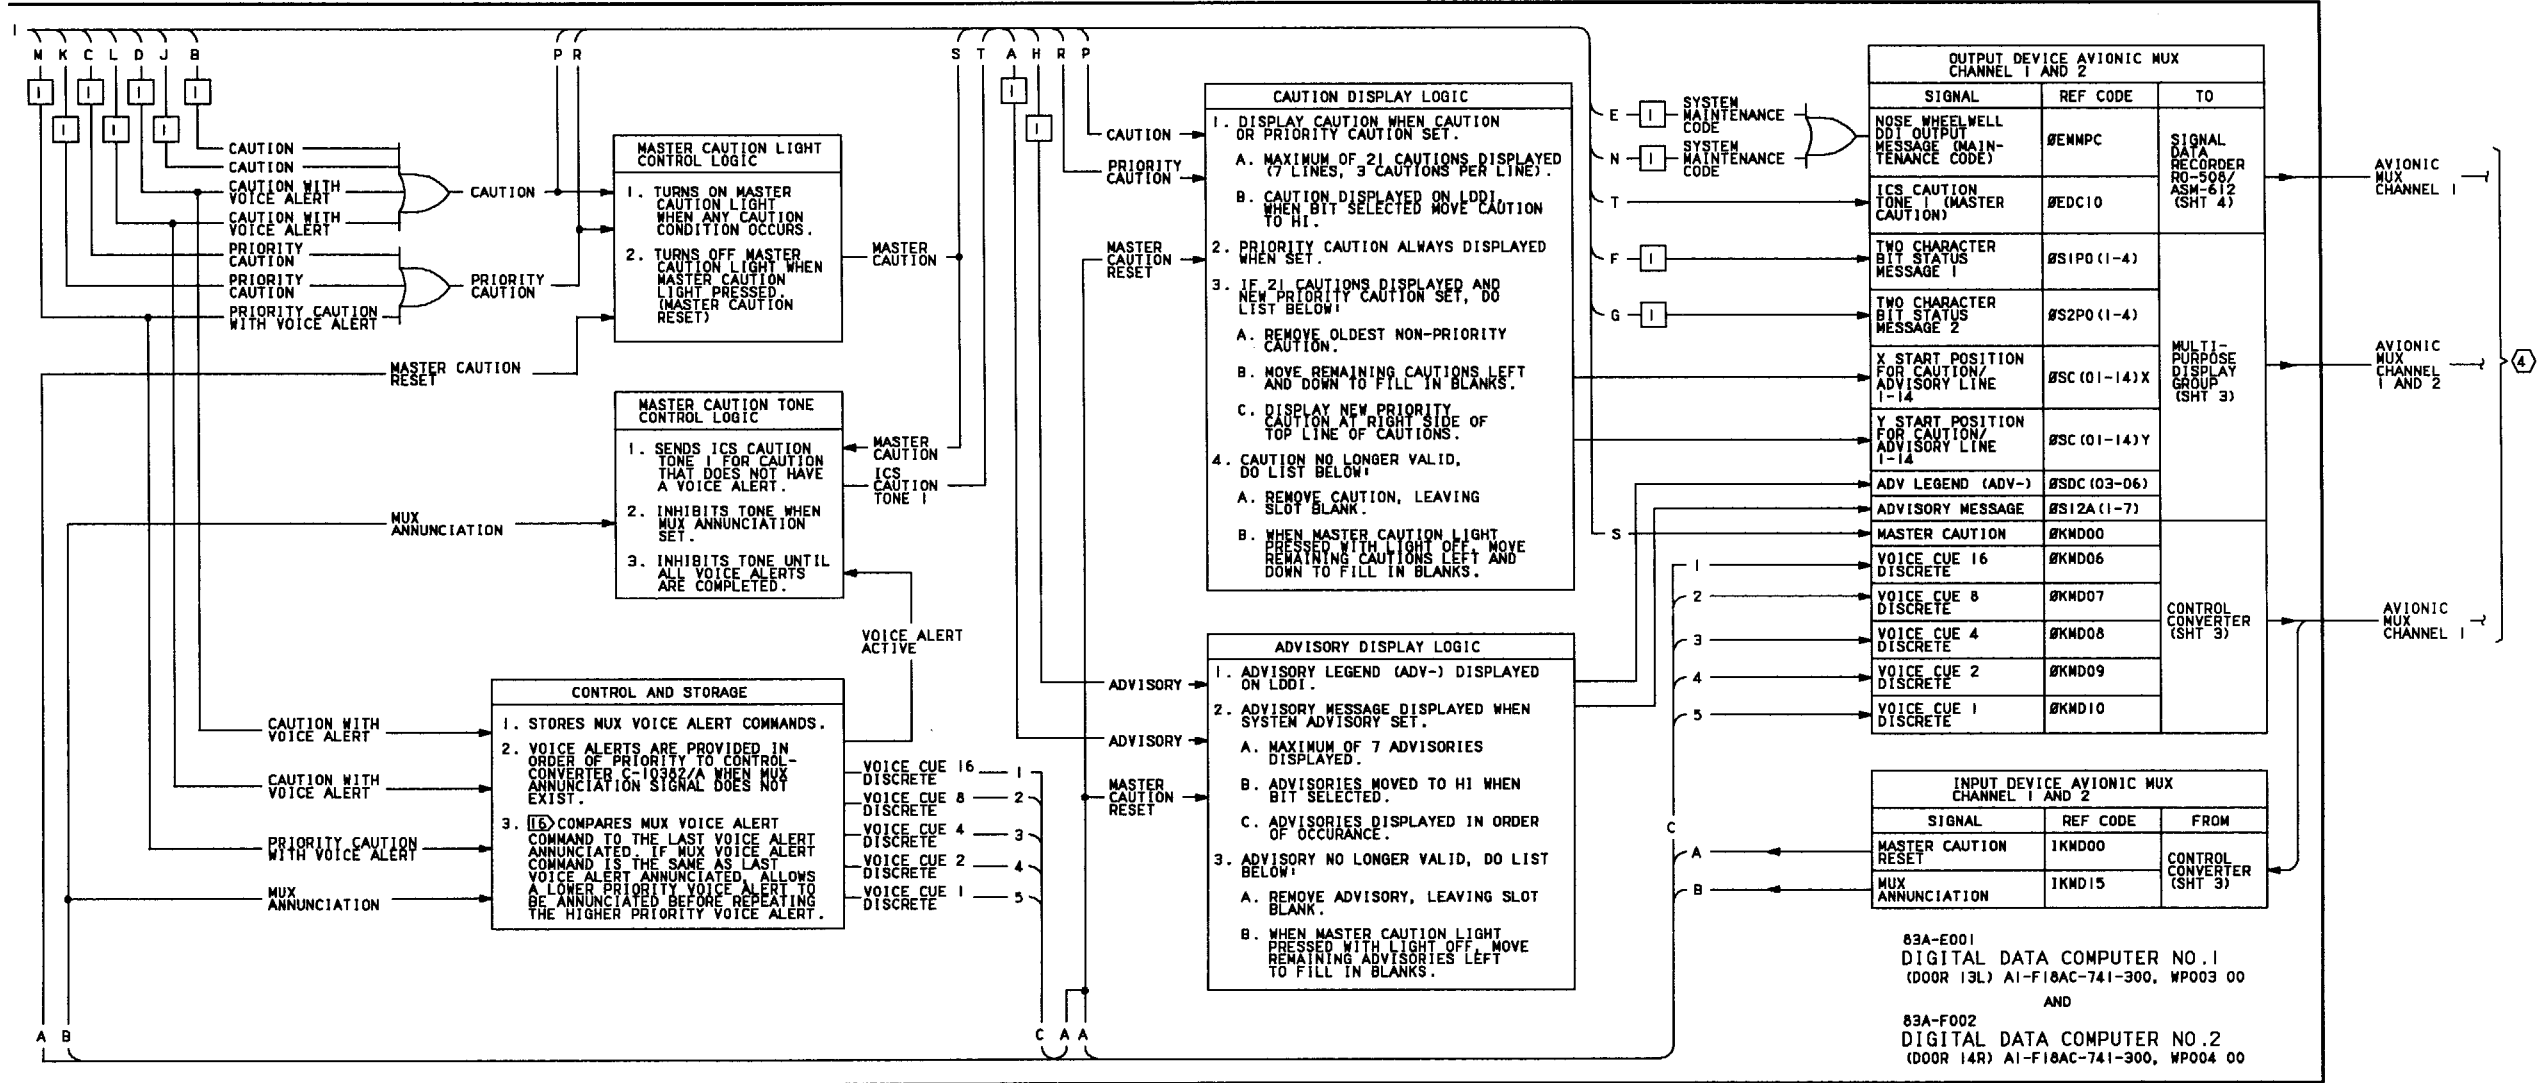 I
M K C L D J B
P R
S T A H R P
I I I I
I I I
I
I
CAUTION
CAUTION
CAUTION WITH
VOICE ALERT
CAUTION WITH
VOICE ALERT
PRIORITY
CAUTION
PRIORITY
CAUTION
PRIORITY CAUTION
WITH VOICE ALERT
CAUTION
PRIORITY
CAUTION
MASTER CAUTION
RESET
MUX
ANNUNCIATION
MASTER CAUTION LIGHT
CONTROL LOGIC
1. TURNS ON MASTER
CAUTION LIGHT
WHEN ANY CAUTION
CONDITION OCCURS.
2. TURNS OFF MASTER
CAUTION LIGHT WHEN
MASTER CAUTION
LIGHT PRESSED.
(MASTER CAUTION
RESET)
MASTER
CAUTION
MASTER CAUTION TONE
CONTROL LOGIC
1. SENDS ICS CAUTION
TONE 1 FOR CAUTION
THAT DOES NOT HAVE
A VOICE ALERT.
2. INHIBITS TONE WHEN
MUX ANNUNCIATION
SET.
3. INHIBITS TONE UNTIL
ALL VOICE ALERTS
ARE COMPLETED.
MASTER
CAUTION
ICS
CAUTION
TONE 1
VOICE ALERT
ACTIVE
CAUTION WITH
VOICE ALERT
CAUTION WITH
VOICE ALERT
PRIORITY CAUTION
WITH VOICE ALERT
MUX
ANNUNCIATION
CONTROL AND STORAGE
1. STORES MUX VOICE ALERT COMMANDS.
2. VOICE ALERTS ARE PROVIDED IN
ORDER OF PRIORITY TO CONTROL-
CONVERTER C-10382/A WHEN MUX
ANNUNCIATION SIGNAL DOES NOT
EXIST.
3. 16 COMPARES MUX VOICE ALERT
COMMAND TO THE LAST VOICE ALERT
ANNUNCIATED. IF MUX VOICE ALERT
COMMAND IS THE SAME AS LAST
VOICE ALERT ANNUNCIATED, ALLOWS
A LOWER PRIORITY VOICE ALERT TO
BE ANNUNCIATED BEFORE REPEATING
THE HIGHER PRIORITY VOICE ALERT.
VOICE CUE 16
DISCRETE 1
VOICE CUE 8
DISCRETE 2
VOICE CUE 4
DISCRETE 3
VOICE CUE 2
DISCRETE 4
VOICE CUE 1
DISCRETE 5
A B
C A A
CAUTION
PRIORITY
CAUTION
MASTER
CAUTION
RESET
CAUTION DISPLAY LOGIC
1. DISPLAY CAUTION WHEN CAUTION
OR PRIORITY CAUTION SET.
A. MAXIMUM OF 21 CAUTIONS DISPLAYED
(7 LINES, 3 CAUTIONS PER LINE).
B. CAUTION DISPLAYED ON LDDI,
WHEN BIT SELECTED MOVE CAUTION
TO HI.
2. PRIORITY CAUTION ALWAYS DISPLAYED
WHEN SET.
3. IF 21 CAUTIONS DISPLAYED AND
NEW PRIORITY CAUTION SET, DO
LIST BELOW:
A. REMOVE OLDEST NON-PRIORITY
CAUTION.
B. MOVE REMAINING CAUTIONS LEFT
AND DOWN TO FILL IN BLANKS.
C. DISPLAY NEW PRIORITY
CAUTION AT RIGHT SIDE OF
TOP LINE OF CAUTIONS.
4. CAUTION NO LONGER VALID,
DO LIST BELOW:
A. REMOVE CAUTION, LEAVING
SLOT BLANK.
B. WHEN MASTER CAUTION LIGHT
PRESSED WITH LIGHT OFF, MOVE
REMAINING CAUTIONS LEFT AND
DOWN TO FILL IN BLANKS.
ADVISORY
ADVISORY
MASTER
CAUTION
RESET
ADVISORY DISPLAY LOGIC
1. ADVISORY LEGEND (ADV-) DISPLAYED
ON LDDI.
2. ADVISORY MESSAGE DISPLAYED WHEN
SYSTEM ADVISORY SET.
A. MAXIMUM OF 7 ADVISORIES
DISPLAYED.
B. ADVISORIES MOVED TO HI WHEN
BIT SELECTED.
C. ADVISORIES DISPLAYED IN ORDER
OF OCCURANCE.
3. ADVISORY NO LONGER VALID, DO LIST
BELOW:
A. REMOVE ADVISORY, LEAVING SLOT
BLANK.
B. WHEN MASTER CAUTION LIGHT
PRESSED WITH LIGHT OFF, MOVE
REMAINING ADVISORIES LEFT
TO FILL IN BLANKS.
E I SYSTEM
MAINTENANCE
CODE
N I SYSTEM
MAINTENANCE
CODE
T
F I
G I
S
1
2
3
4
5
C
A
B
OUTPUT DEVICE AVIONIC MUX
CHANNEL 1 AND 2
SIGNAL REF CODE TO
NOSE WHEELWELL
DDI OUTPUT
MESSAGE (MAIN-
TENANCE CODE)
ØEMMPC
ICS CAUTION
TONE 1 (MASTER
CAUTION)
ØEDC10
SIGNAL
DATA
RECORDER
RO-508/
ASM-612
(SHT 4)
TWO CHARACTER
BIT STATUS
MESSAGE 1
ØS1PO(1-4)
TWO CHARACTER
BIT STATUS
MESSAGE 2
ØS2PO(1-4)
X START POSITION
FOR CAUTION/
ADVISORY LINE
1-14
ØSC(01-14)X
Y START POSITION
FOR CAUTION/
ADVISORY LINE
1-14
ØSC(01-14)Y
ADV LEGEND (ADV-) ØSDC(03-06)
ADVISORY MESSAGE ØS12A(1-7)
MULTI-
PURPOSE
DISPLAY
GROUP
(SHT 3)
MASTER CAUTION ØKMD00
VOICE CUE 16
DISCRETE
ØKMD06
VOICE CUE 8
DISCRETE
ØKMD07
VOICE CUE 4
DISCRETE
ØKMD08
VOICE CUE 2
DISCRETE
ØKMD09
VOICE CUE 1
DISCRETE
ØKMD10
CONTROL
CONVERTER
(SHT 3)
AVIONIC
MUX
CHANNEL 1
AVIONIC
MUX
CHANNEL
1 AND 2
AVIONIC
MUX
CHANNEL 1
4
INPUT DEVICE AVIONIC MUX
CHANNEL 1 AND 2
SIGNAL REF CODE FROM
MASTER CAUTION
RESET
IKMD00
MUX
ANNUNCIATION
IKMD15
CONTROL
CONVERTER
(SHT 3)
83A-E001
DIGITAL DATA COMPUTER NO.1
(DOOR 13L) A1-F18AC-741-300, WP003 00
AND
83A-F002
DIGITAL DATA COMPUTER NO.2
(DOOR 14R) A1-F18AC-741-300, WP004 00